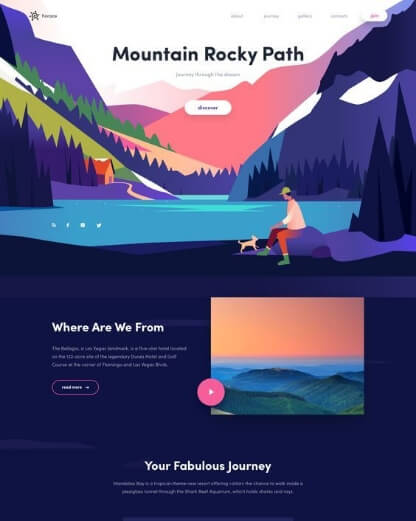 about journey gallery contacts join
Mountain Rocky Path
Journey through the dream
discover
Where Are We From
The Bellagio, a Las Vegas landmark, is a five-star hotel located
on the 122-acre site of the legendary Dunes Hotel and Golf
Course at the corner of Flamingo and Las Vegas Blvds.
read more
Your Fabulous Journey
Mandalay Bay is a tropican-theme-see resort offering visitors the chance to walk inside a
plexiglass tunnel through the Shark Reef Aquarium, which holds sharks and rays.